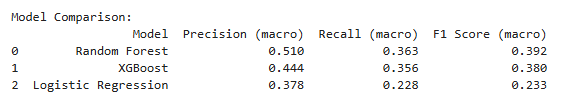 Model Comparison:
Model Precision (macro) Recall (macro) F1 Score (macro)
0 Random Forest 0.510 0.363 0.392
1 XGBoost 0.444 0.356 0.380
2 Logistic Regression 0.378 0.228 0.233